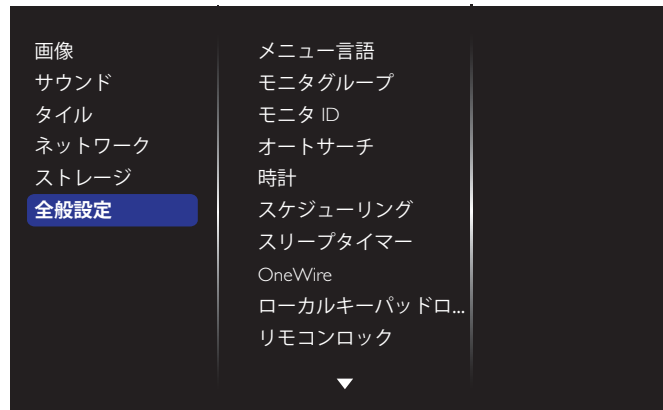 画像
サウンド
タイル
ネットワーク
ストレージ
全般設定
メニュー言語
モニタグループ
モニタ ID
オートサーチ
時計
スケジューリング
スリープタイマー
OneWire
ローカルキーパッドロ...
リモコンロック